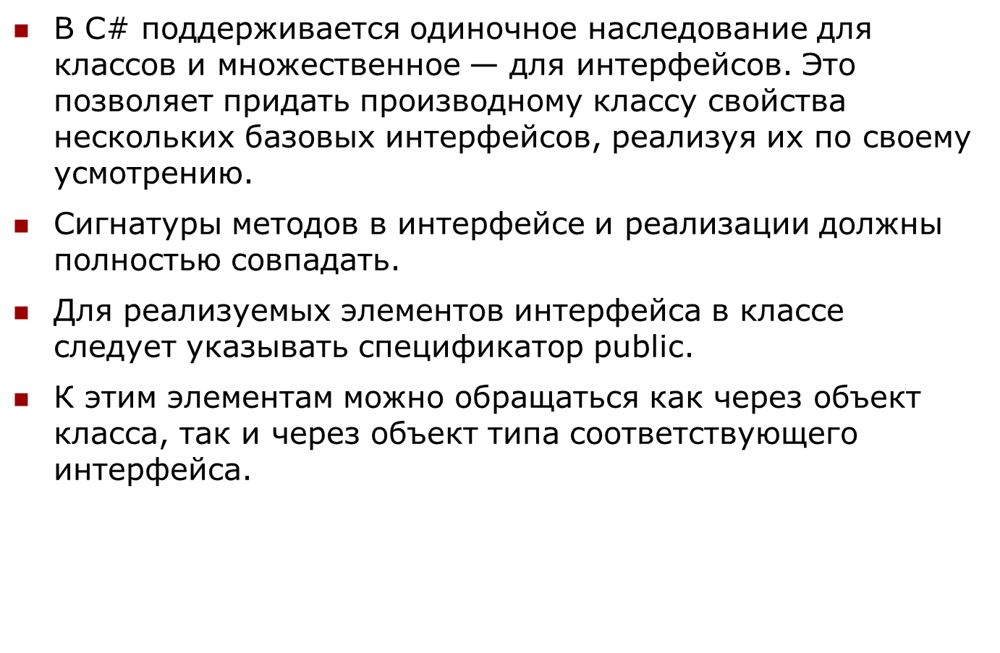 В C# поддерживается одиночное наследование для
классов и множественное — для интерфейсов. Это
позволяет придать производному классу свойства
нескольких базовых интерфейсов, реализуя их по своему
усмотрению.
Сигнатуры методов в интерфейсе и реализации должны
полностью совпадать.
Для реализуемых элементов интерфейса в классе
следует указывать спецификатор public.
К этим элементам можно обращаться как через объект
класса, так и через объект типа соответствующего
интерфейса.